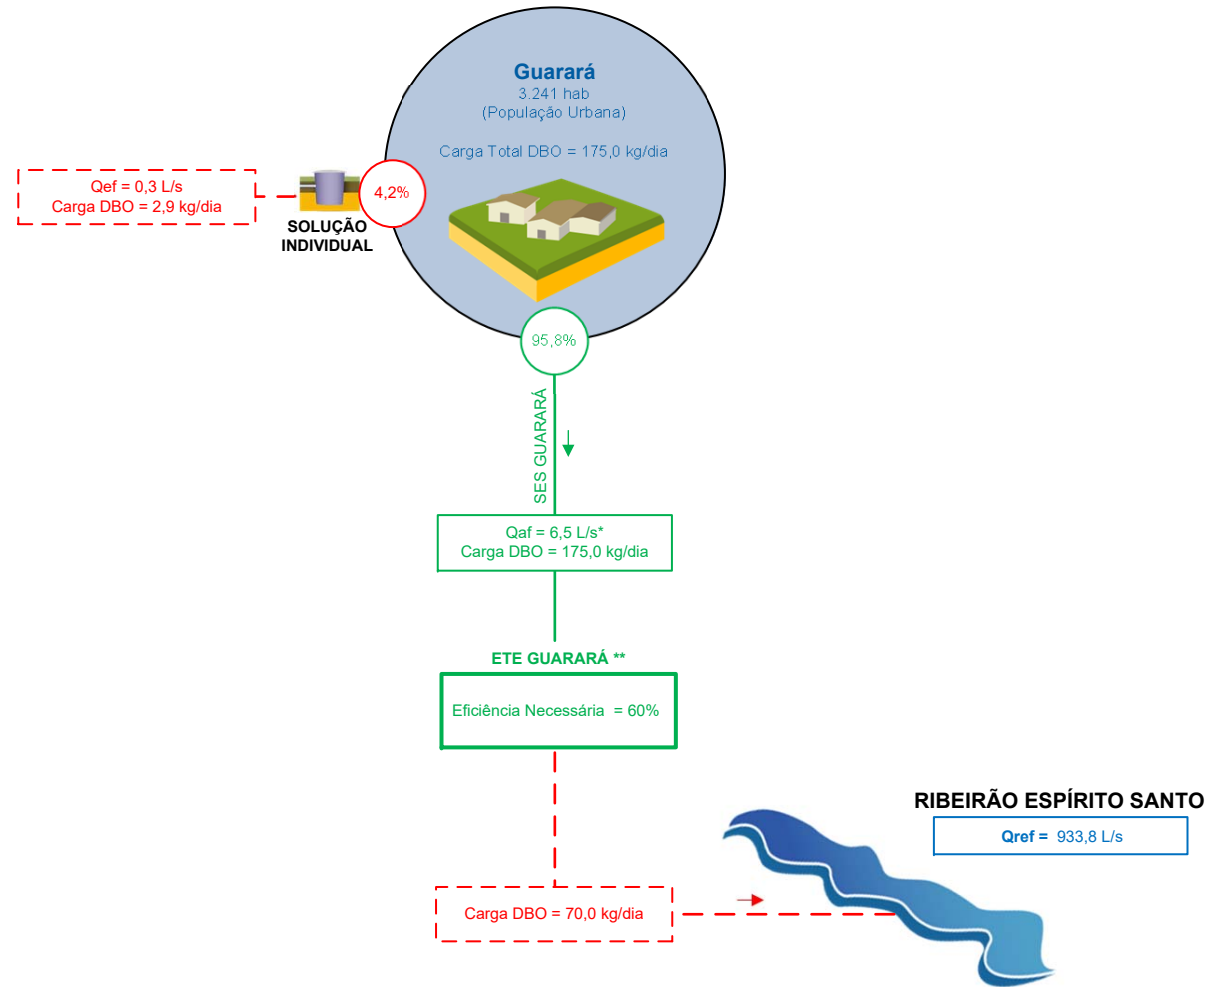 Guarará
3.241 hab
(População Urbana)
Carga Total DBO = 175,0 kg/dia
Qef = 0,3 L/s
Carga DBO = 2,9 kg/dia
4,2%
SOLUÇÃO
INDIVIDUAL
95,8%
SES GUARARÁ
Qaf = 6,5 L/s*
Carga DBO = 175,0 kg/dia
ETE GUARARÁ **
Eficiência Necessária = 60%
RIBEIRÃO ESPÍRITO SANTO
Qref = 933,8 L/s
Carga DBO = 70,0 kg/dia